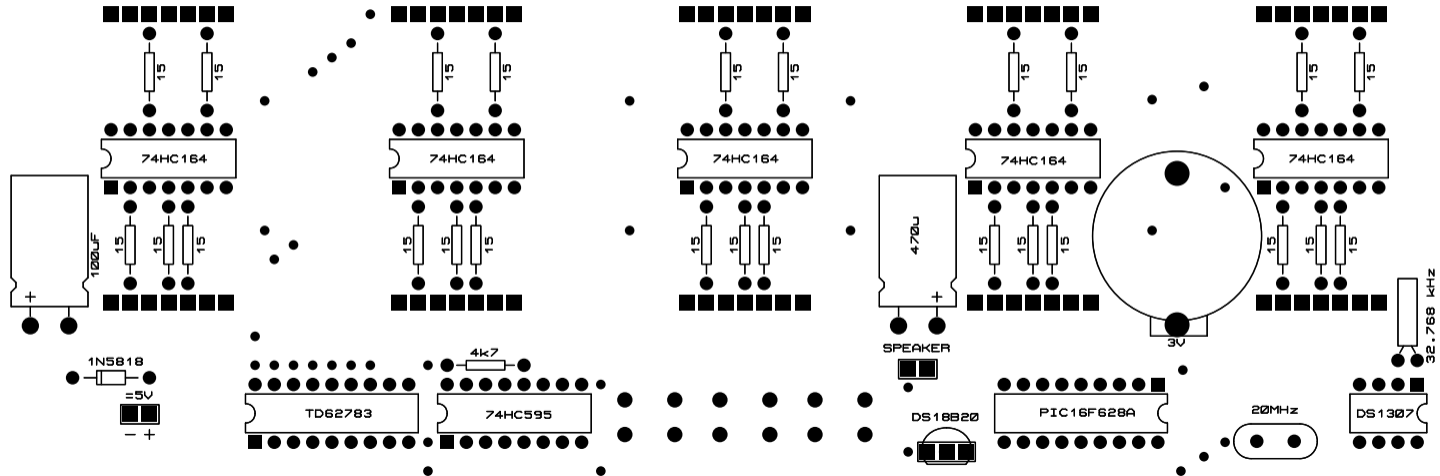 15 15 15 15 15 15 15 15 15 15
74HC164 74HC164 74HC164 74HC164 74HC164
100uF 15 15 15 15 15 15 15 15 15 470u 15 15 15 15 15 15
+ +
32.768 kHz
3V
SPEAKER
4k7
1N5818
=5V
TD62783 74HC595 PIC16F628A 20MHz DS1307
DS18B20
- +